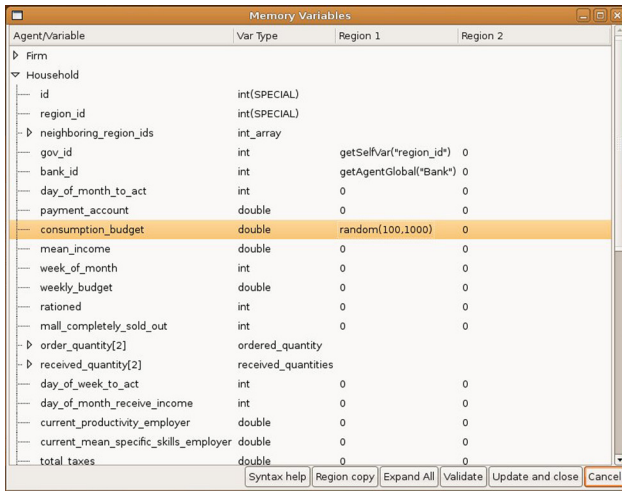 Memory Variables
Agent/Variable Var Type Region 1 Region 2
Firm
Household
id int(SPECIAL)
region_id int(SPECIAL)
neighboring_region_ids int_array
gov_id int getSelfVar("region_id") 0
bank_id int getAgentGlobal("Bank") 0
day_of_month_to_act int 0 0
payment_account double 0 0
consumption_budget double random(100,1000) 0
mean_income double 0 0
week_of_month int 0 0
weekly_budget double 0 0
rationed int 0 0
mall_completely_sold_out int 0 0
order_quantity[2] ordered_quantity
received_quantity[2] received_quantities
day_of_week_to_act int 0 0
day_of_month_receive_income int 0 0
current_productivity_employer double 0 0
current_mean_specific_skills_employer double 0 0
total_taxes double 0 0
Syntax help Region copy Expand All Validate Update and close Cancel